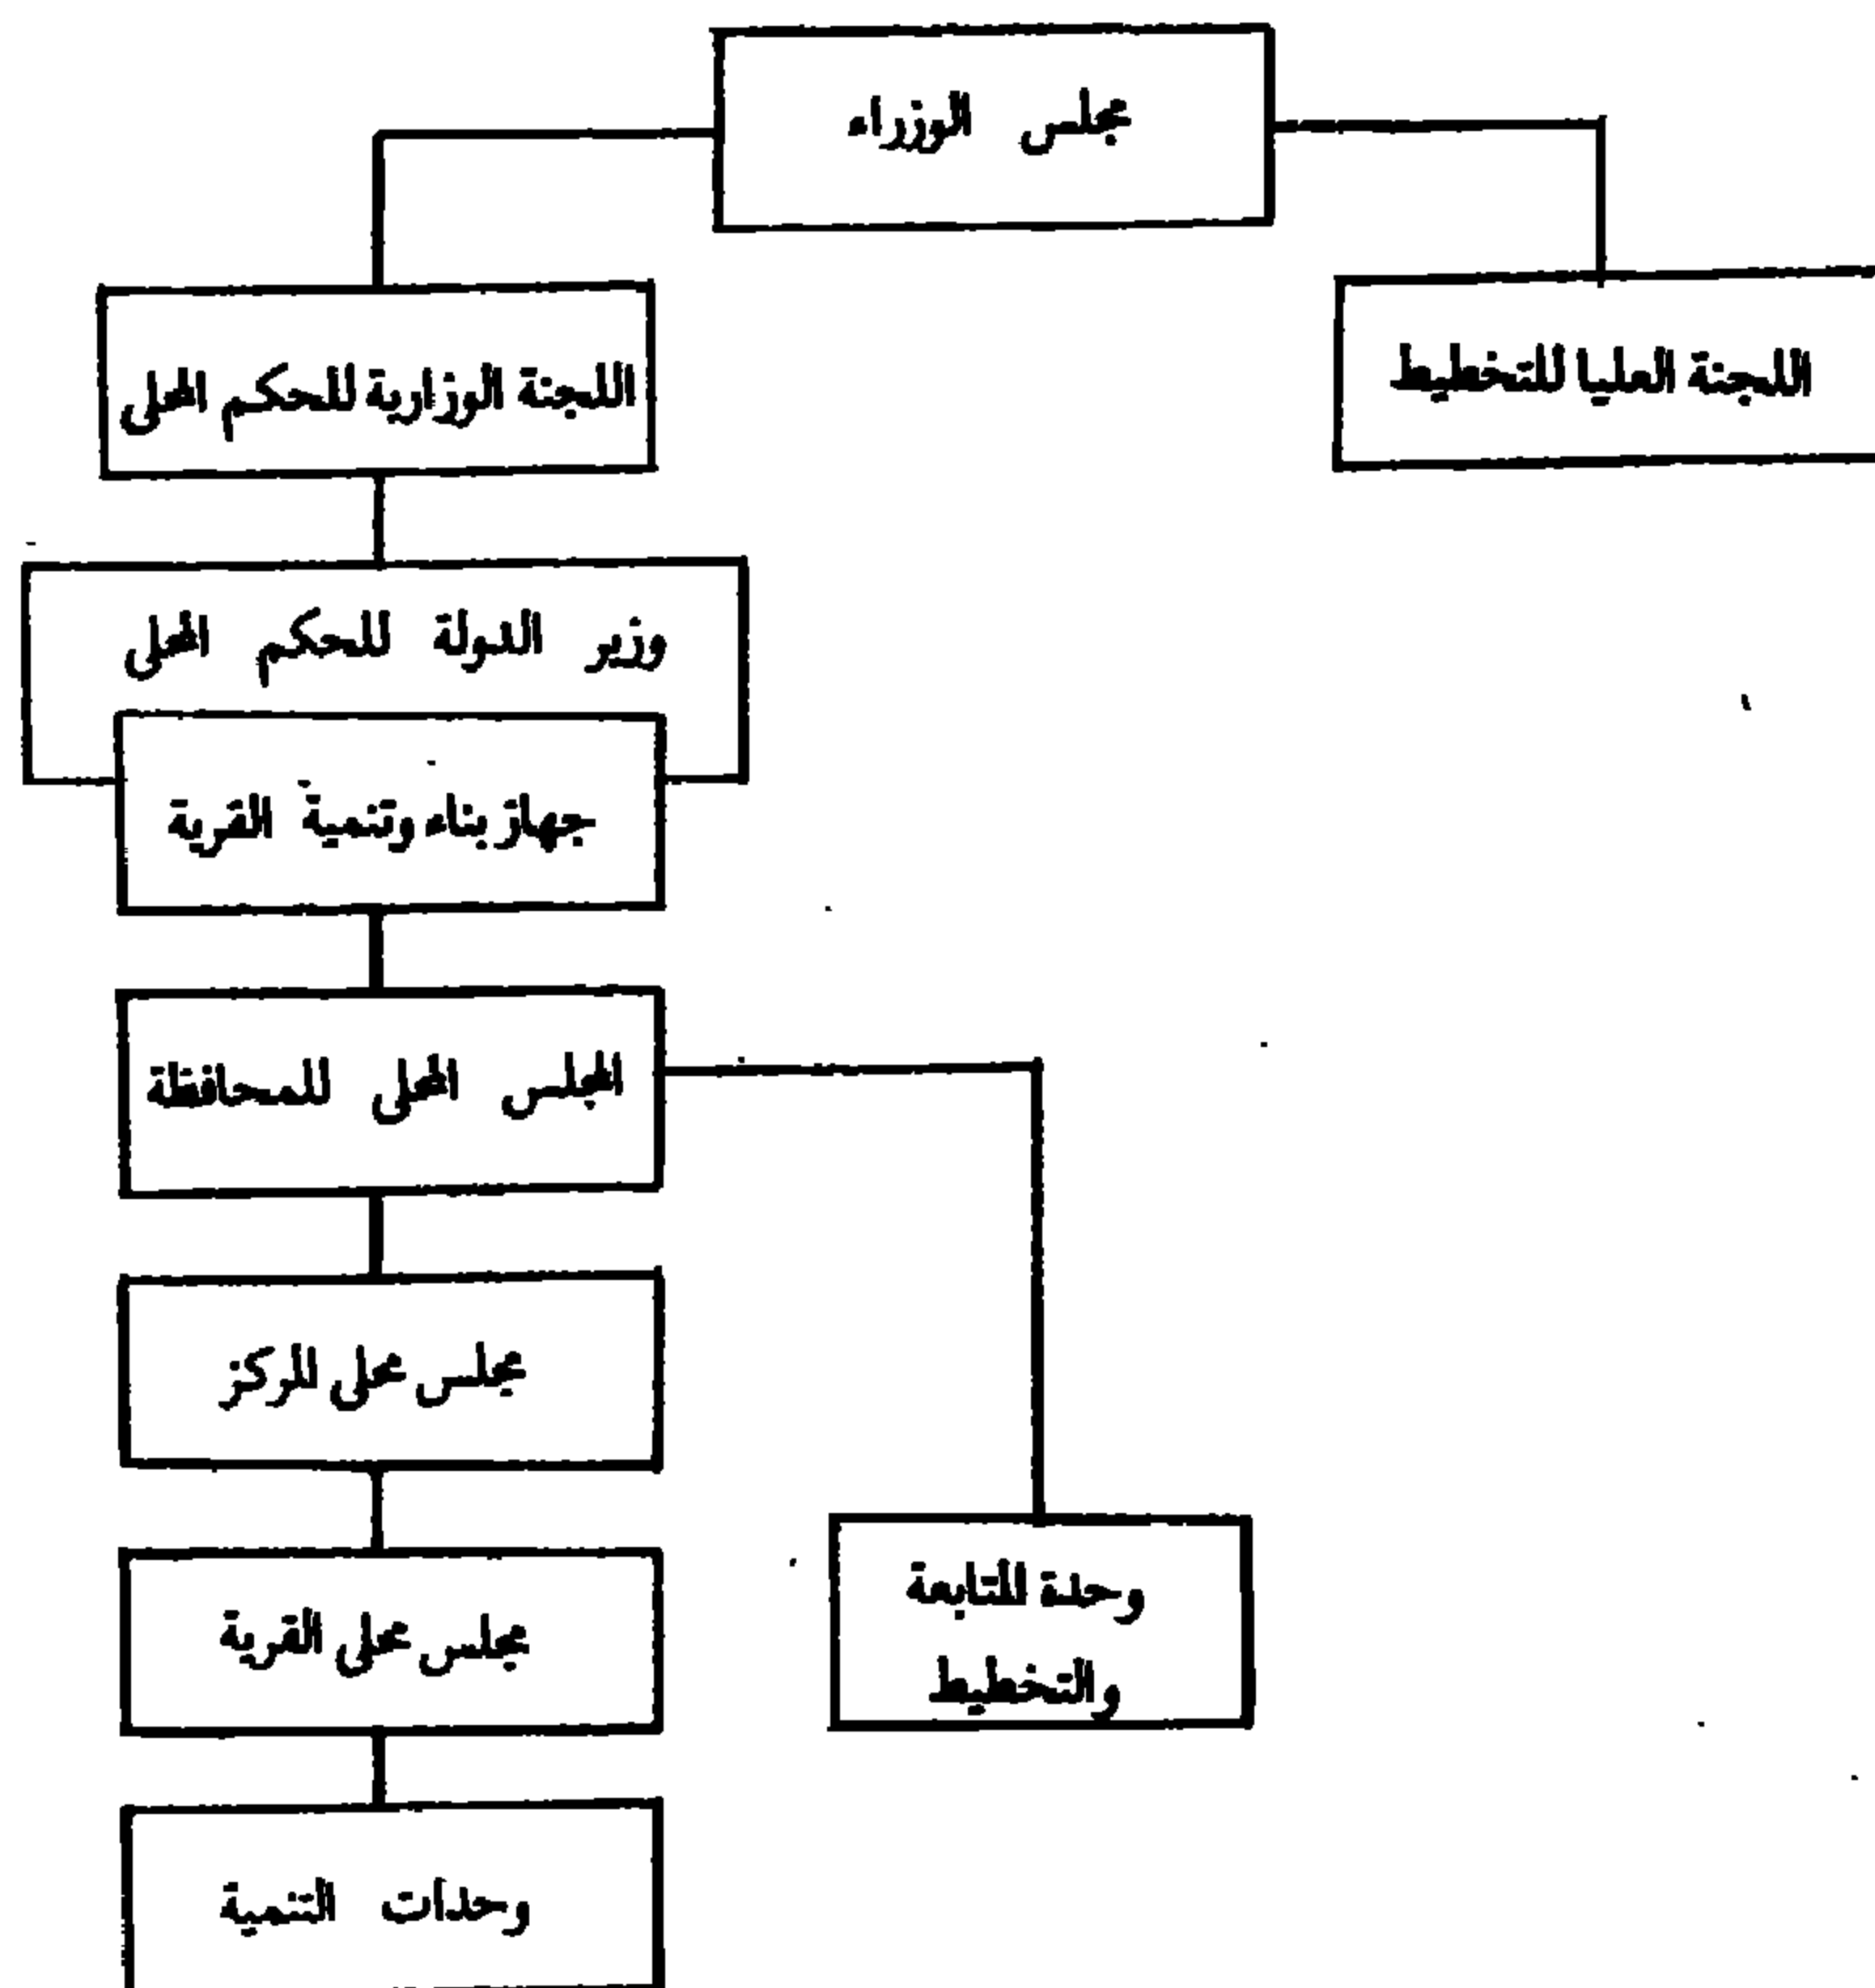 مجلس الوزراء
اللجنة العليا للتخطيط
اللجنة الوزارية للحكم المحلى
وزير الدولة للحكم المحلى
جهاز بناء وتنمية القرية
المجلس المحلى للمحافظة
مجلس محلى المركز
مجلس محلى القرية
وحدة المتابعة
والتخطيط
وحدات التنمية